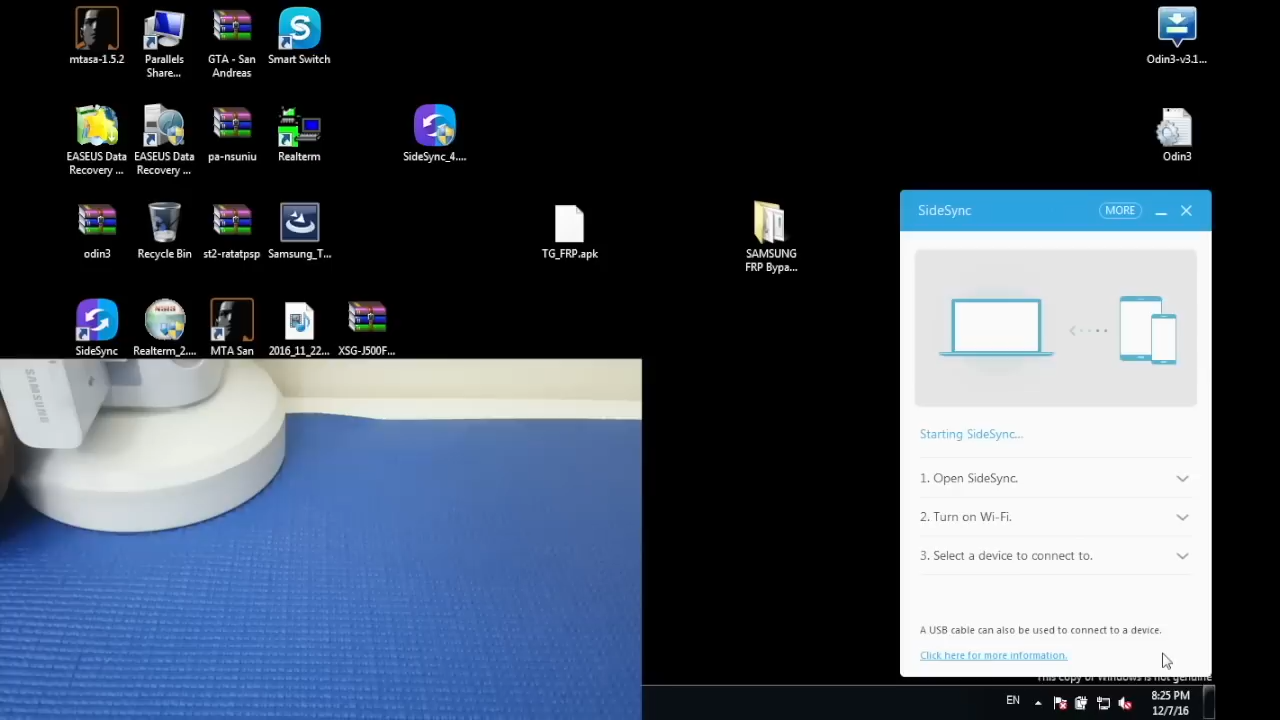 mtasa-1.5.2
Parallels
Share...
GTA - San
Andreas
Smart Switch
Odin3-v3.1...
EASEUS Data
Recovery ...
EASEUS Data
Recovery ...
pa-nsuniu
Realterm
SideSync_4....
Odin3
odin3
Recycle Bin
st2-ratatpsp
Samsung_T...
TG_FRP.apk
SAMSUNG
FRP Bypa...
SideSync
Realterm_2....
MTA San
2016_11_22...
XSG-J500F...
SAMSUNG
SideSync
MORE
Starting SideSync...
1. Open SideSync.
2. Turn on Wi-Fi.
3. Select a device to connect to.
A USB cable can also be used to connect to a device.
Click here for more information.
This copy of Windows is not genuine
EN
8:25 PM
12/7/16